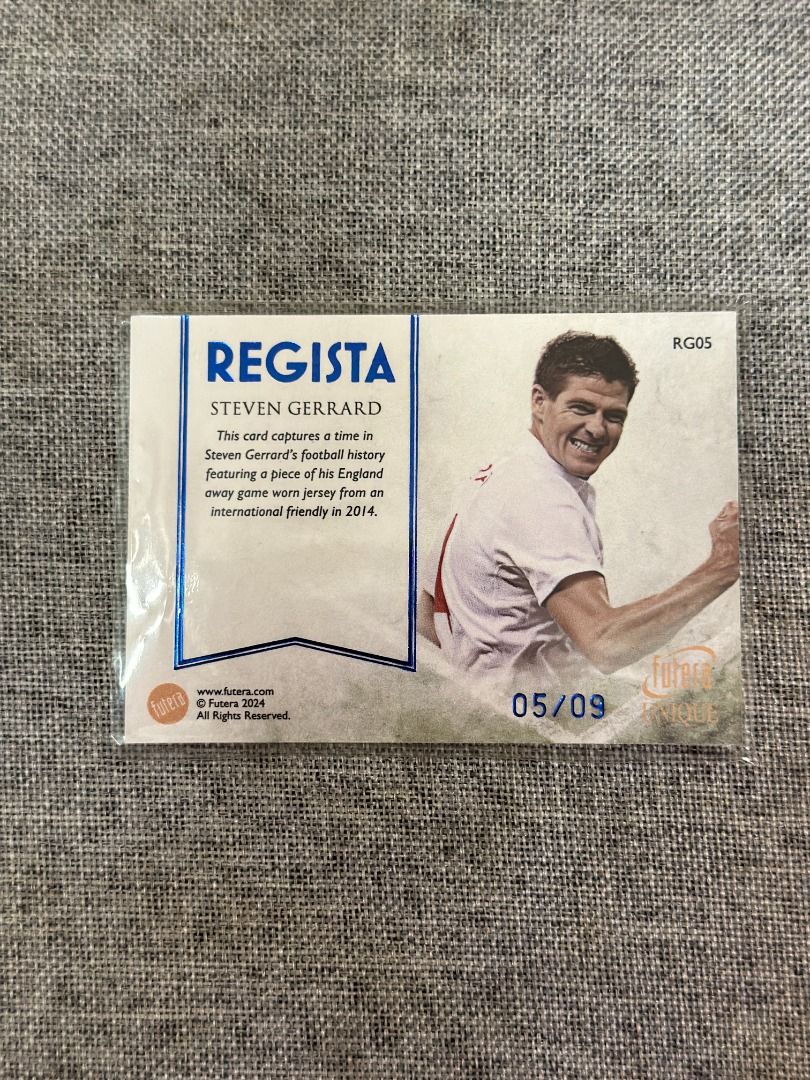 REGISTA
STEVEN GERRARD
This card captures a time in
Steven Gerrard's football history
featuring a piece of his England
away game worn jersey from an
international friendly in 2014.
RG05
futera
www.futera.com
© Futera 2024
All Rights Reserved.
05/09
futera
UNIQUE